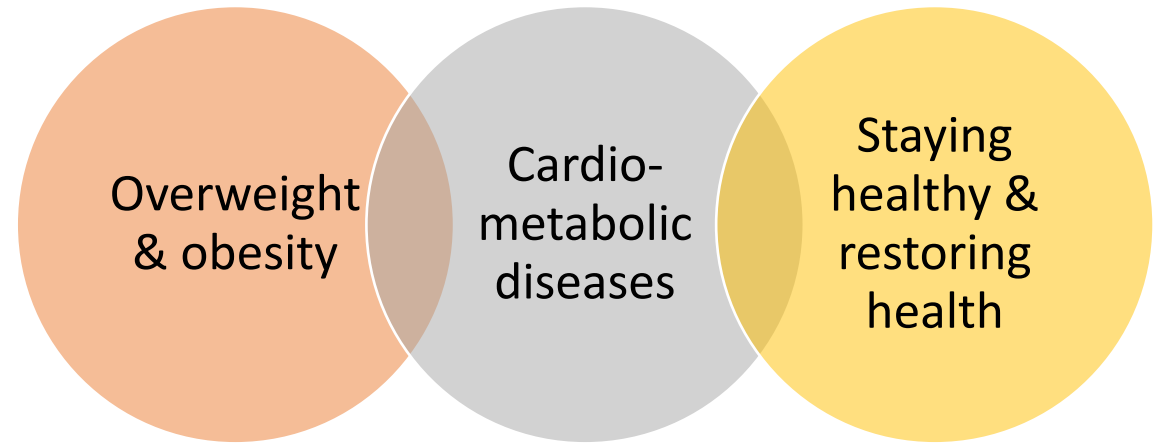 Overweight
& obesity
Cardio-
metabolic
diseases
Staying
healthy &
restoring
health